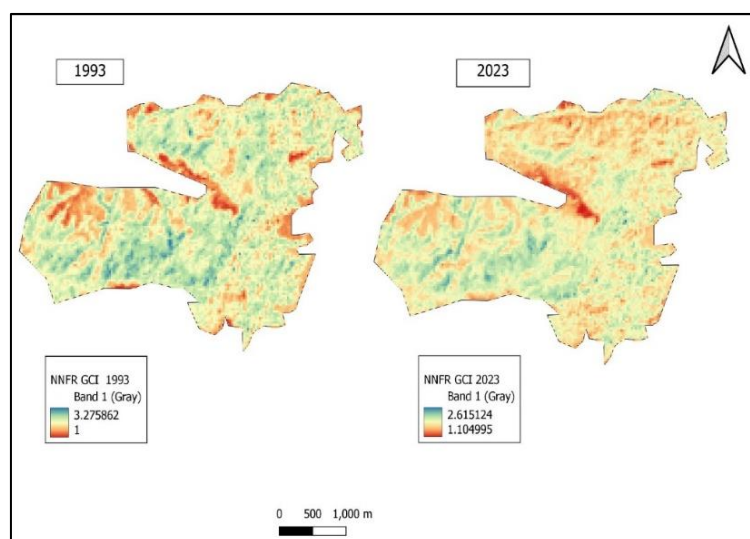 1993
2023
NNFR GCI 1993
Band 1 (Gray)
3.275862
1
NNFR GCI 2023
Band 1 (Gray)
2.615124
1.104995
0 500 1,000 m